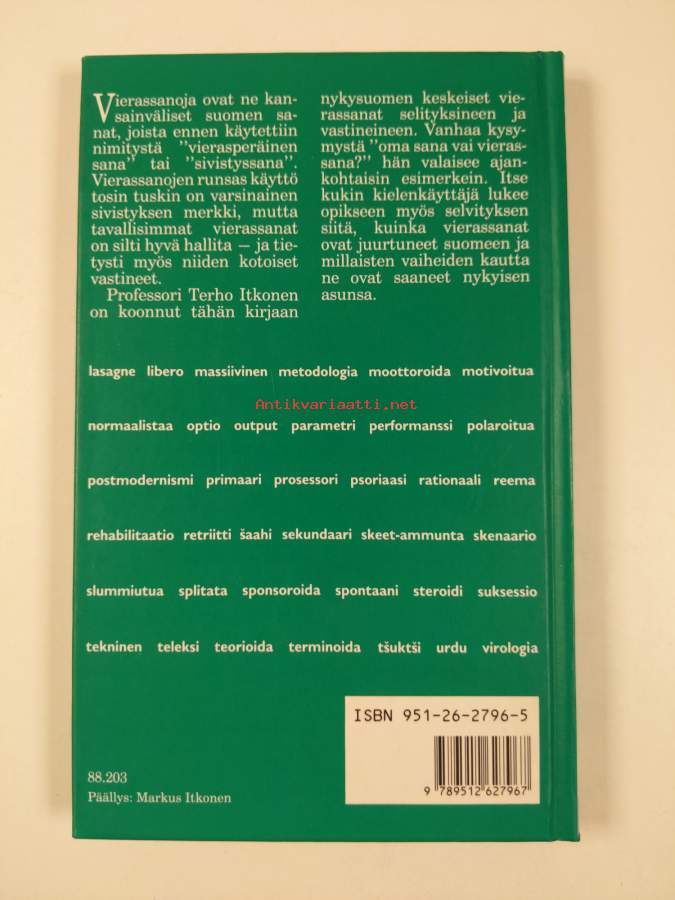 Vierassanoja ovat ne kan-
sainväliset suomen sa-
nat, joista ennen käytettiin
nimitystä "vierasperäinen
sana" tai "sivistyssana".
Vierassanojen runsas käyttö
tosin tuskin on varsinainen
sivistyksen merkki, mutta
tavallisimmat vierassanat
on silti hyvä hallita – ja tie-
tysti myös niiden kotoiset
vastineet.
Professori Terho Itkonen
on koonnut tähän kirjaan
nykysuomen keskeiset vie-
rassanat selityksineen ja
vastineineen. Vanhaa kysy-
mystä "oma sana vai vieras-
sana?" hän valaisee ajan-
kohtaisin esimerkein. Itse
kukin kielenkäyttäjä lukee
opikseen myös selvityksen
siitä, kuinka vierassanat
ovat juurtuneet suomeen ja
millaisten vaiheiden kautta
ne ovat saaneet nykyisen
asunsa.
lasagne libero massiivinen metodologia moottoroida motivoitua
Antikvariaatti.net
normaalistaa optio output parametri performanssi polaroitua
postmodernismi primaari prosessori psoriaasi rationaali reema
rehabilitaatio retriitti šaahi sekundaari skeet-ammunta skenaario
slummiutua splitata sponsoroida spontaani steroidi suksessio
tekninen teleksi teorioida terminoida tšuktši urdu virologia
ISBN 951-26-2796-5
9 789512 627967
88.203
Päällys: Markus Itkonen